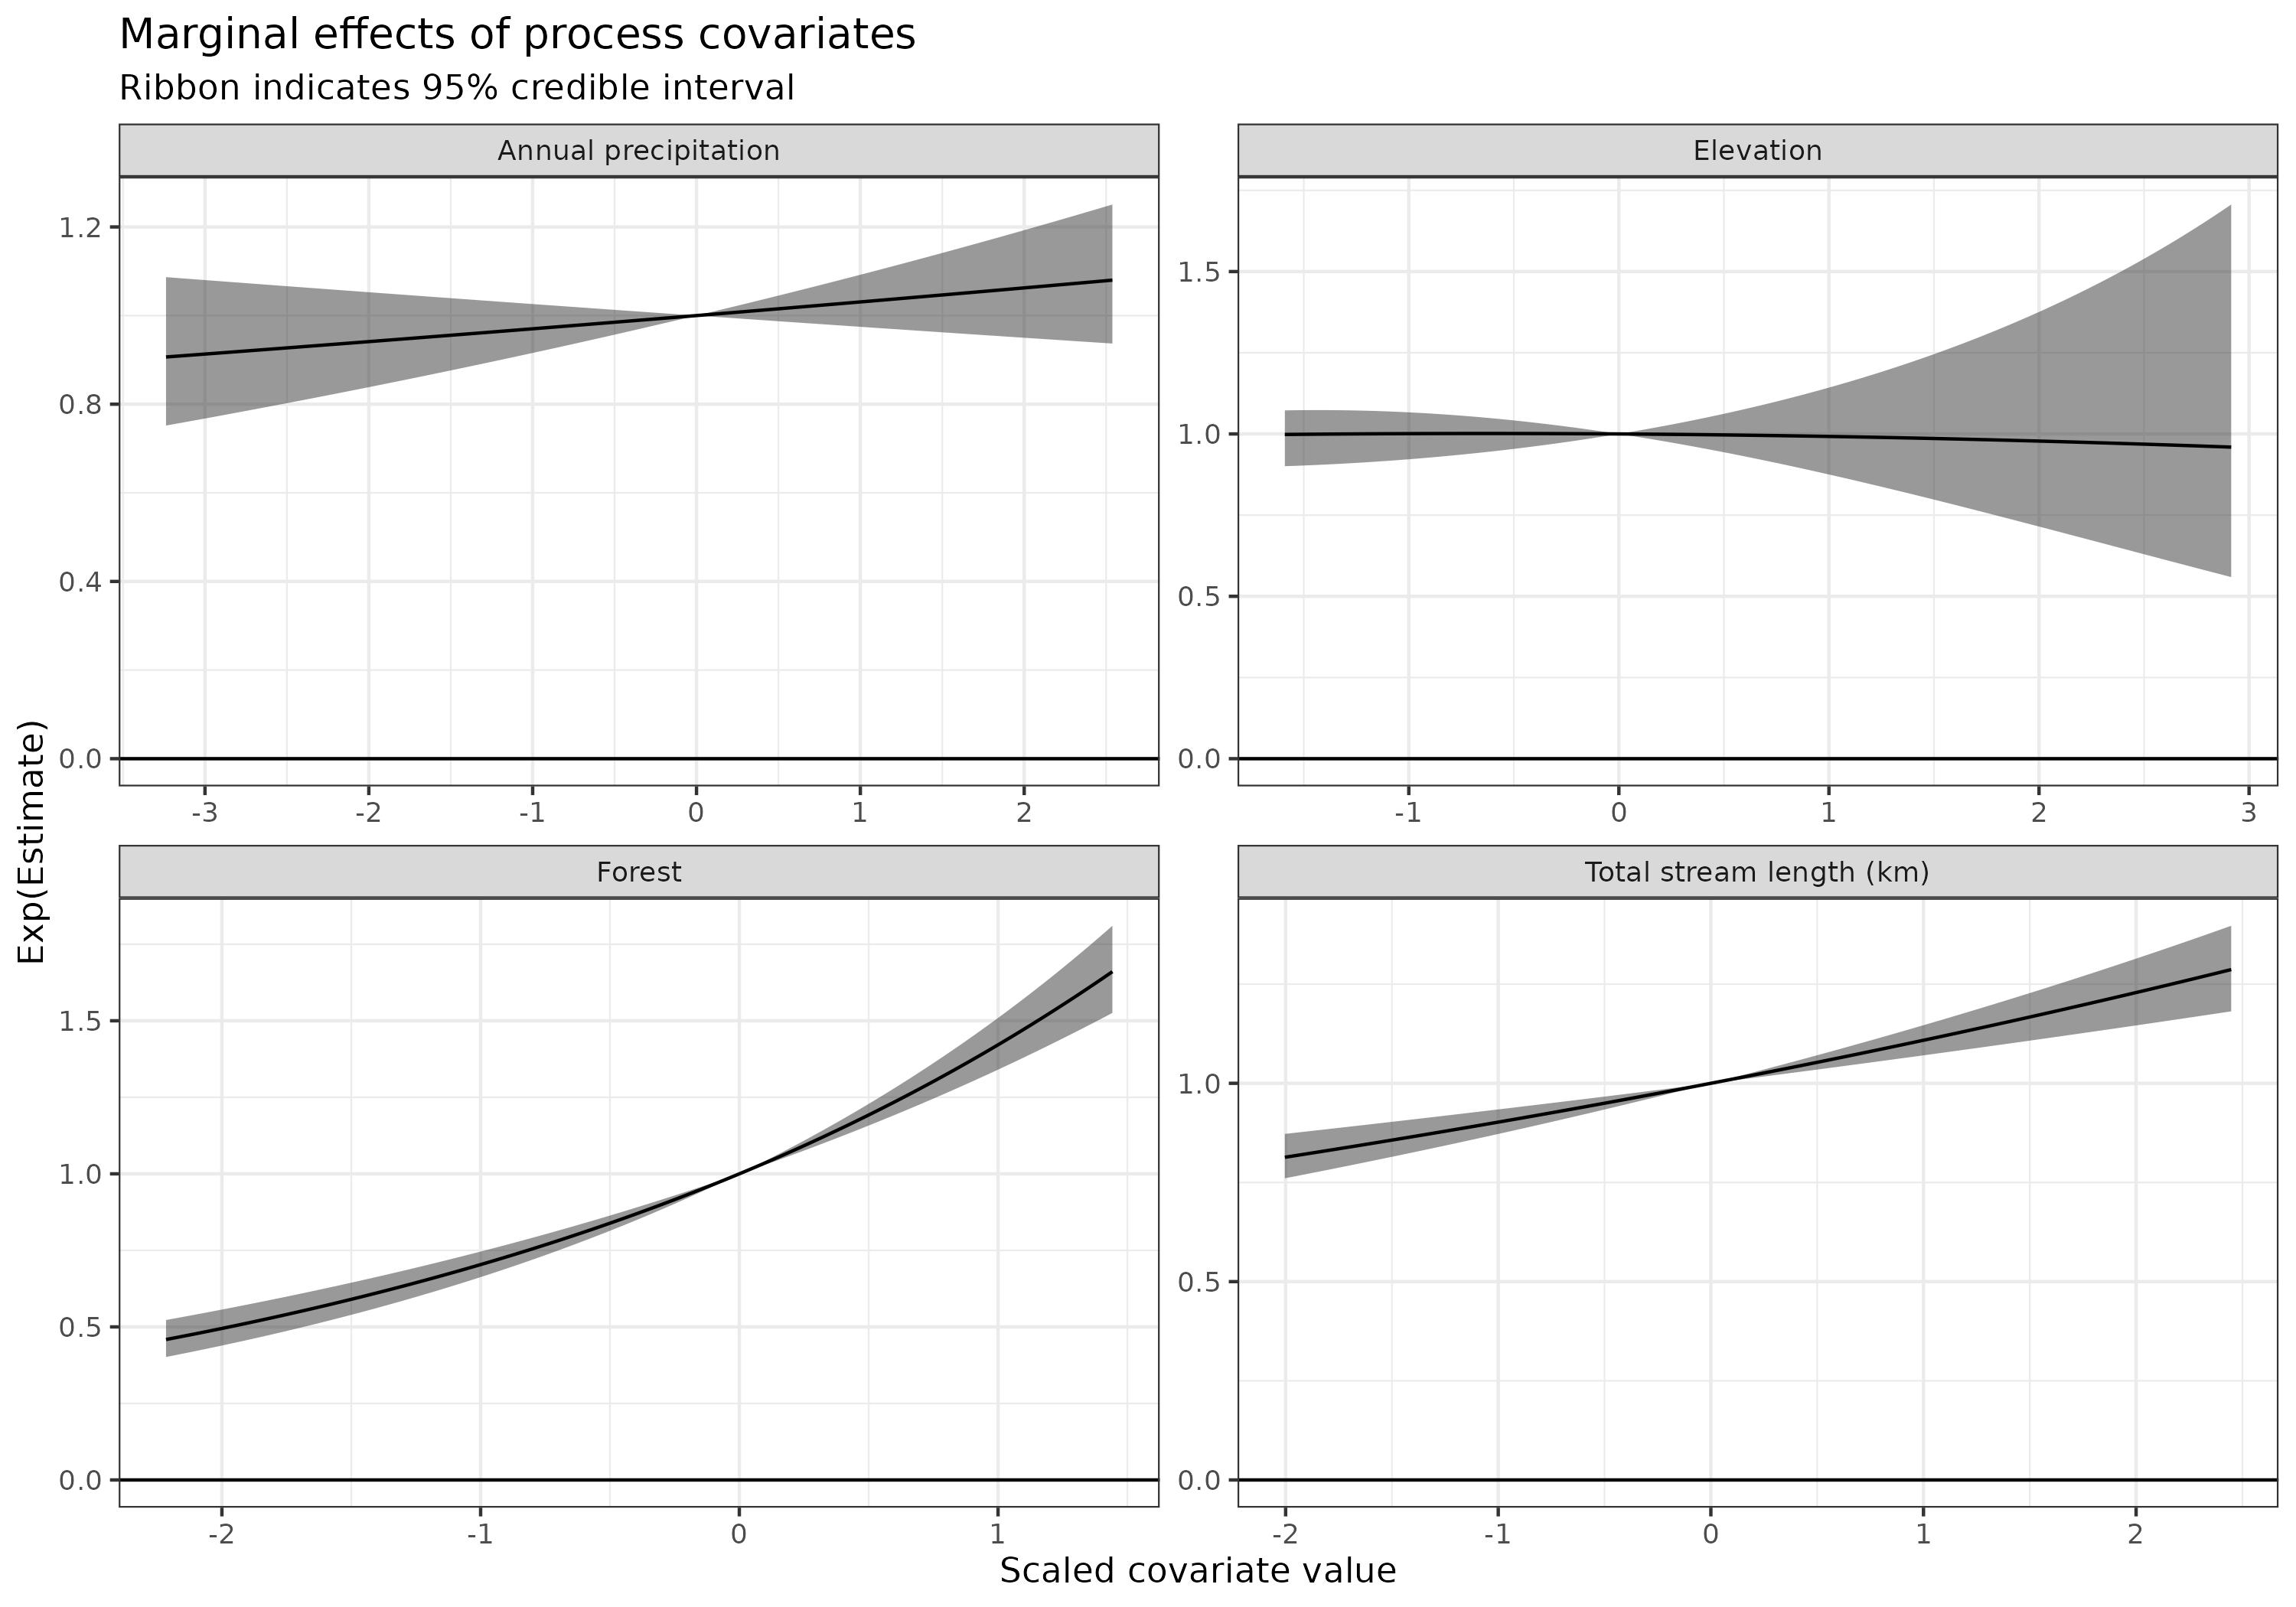 Marginal effects of process covariates
Ribbon indicates 95% credible interval
Annual precipitation
Elevation
1.2
0.8
0.4
0.0
1.5
1.0
0.5
0.0
-3 -2 -1 0 1 2
-1 0 1 2 3
Exp(Estimate)
Forest
Total stream length (km)
1.5
1.0
0.5
0.0
1.0
0.5
0.0
-2 -1 0 1
-2 -1 0 1 2
Scaled covariate value